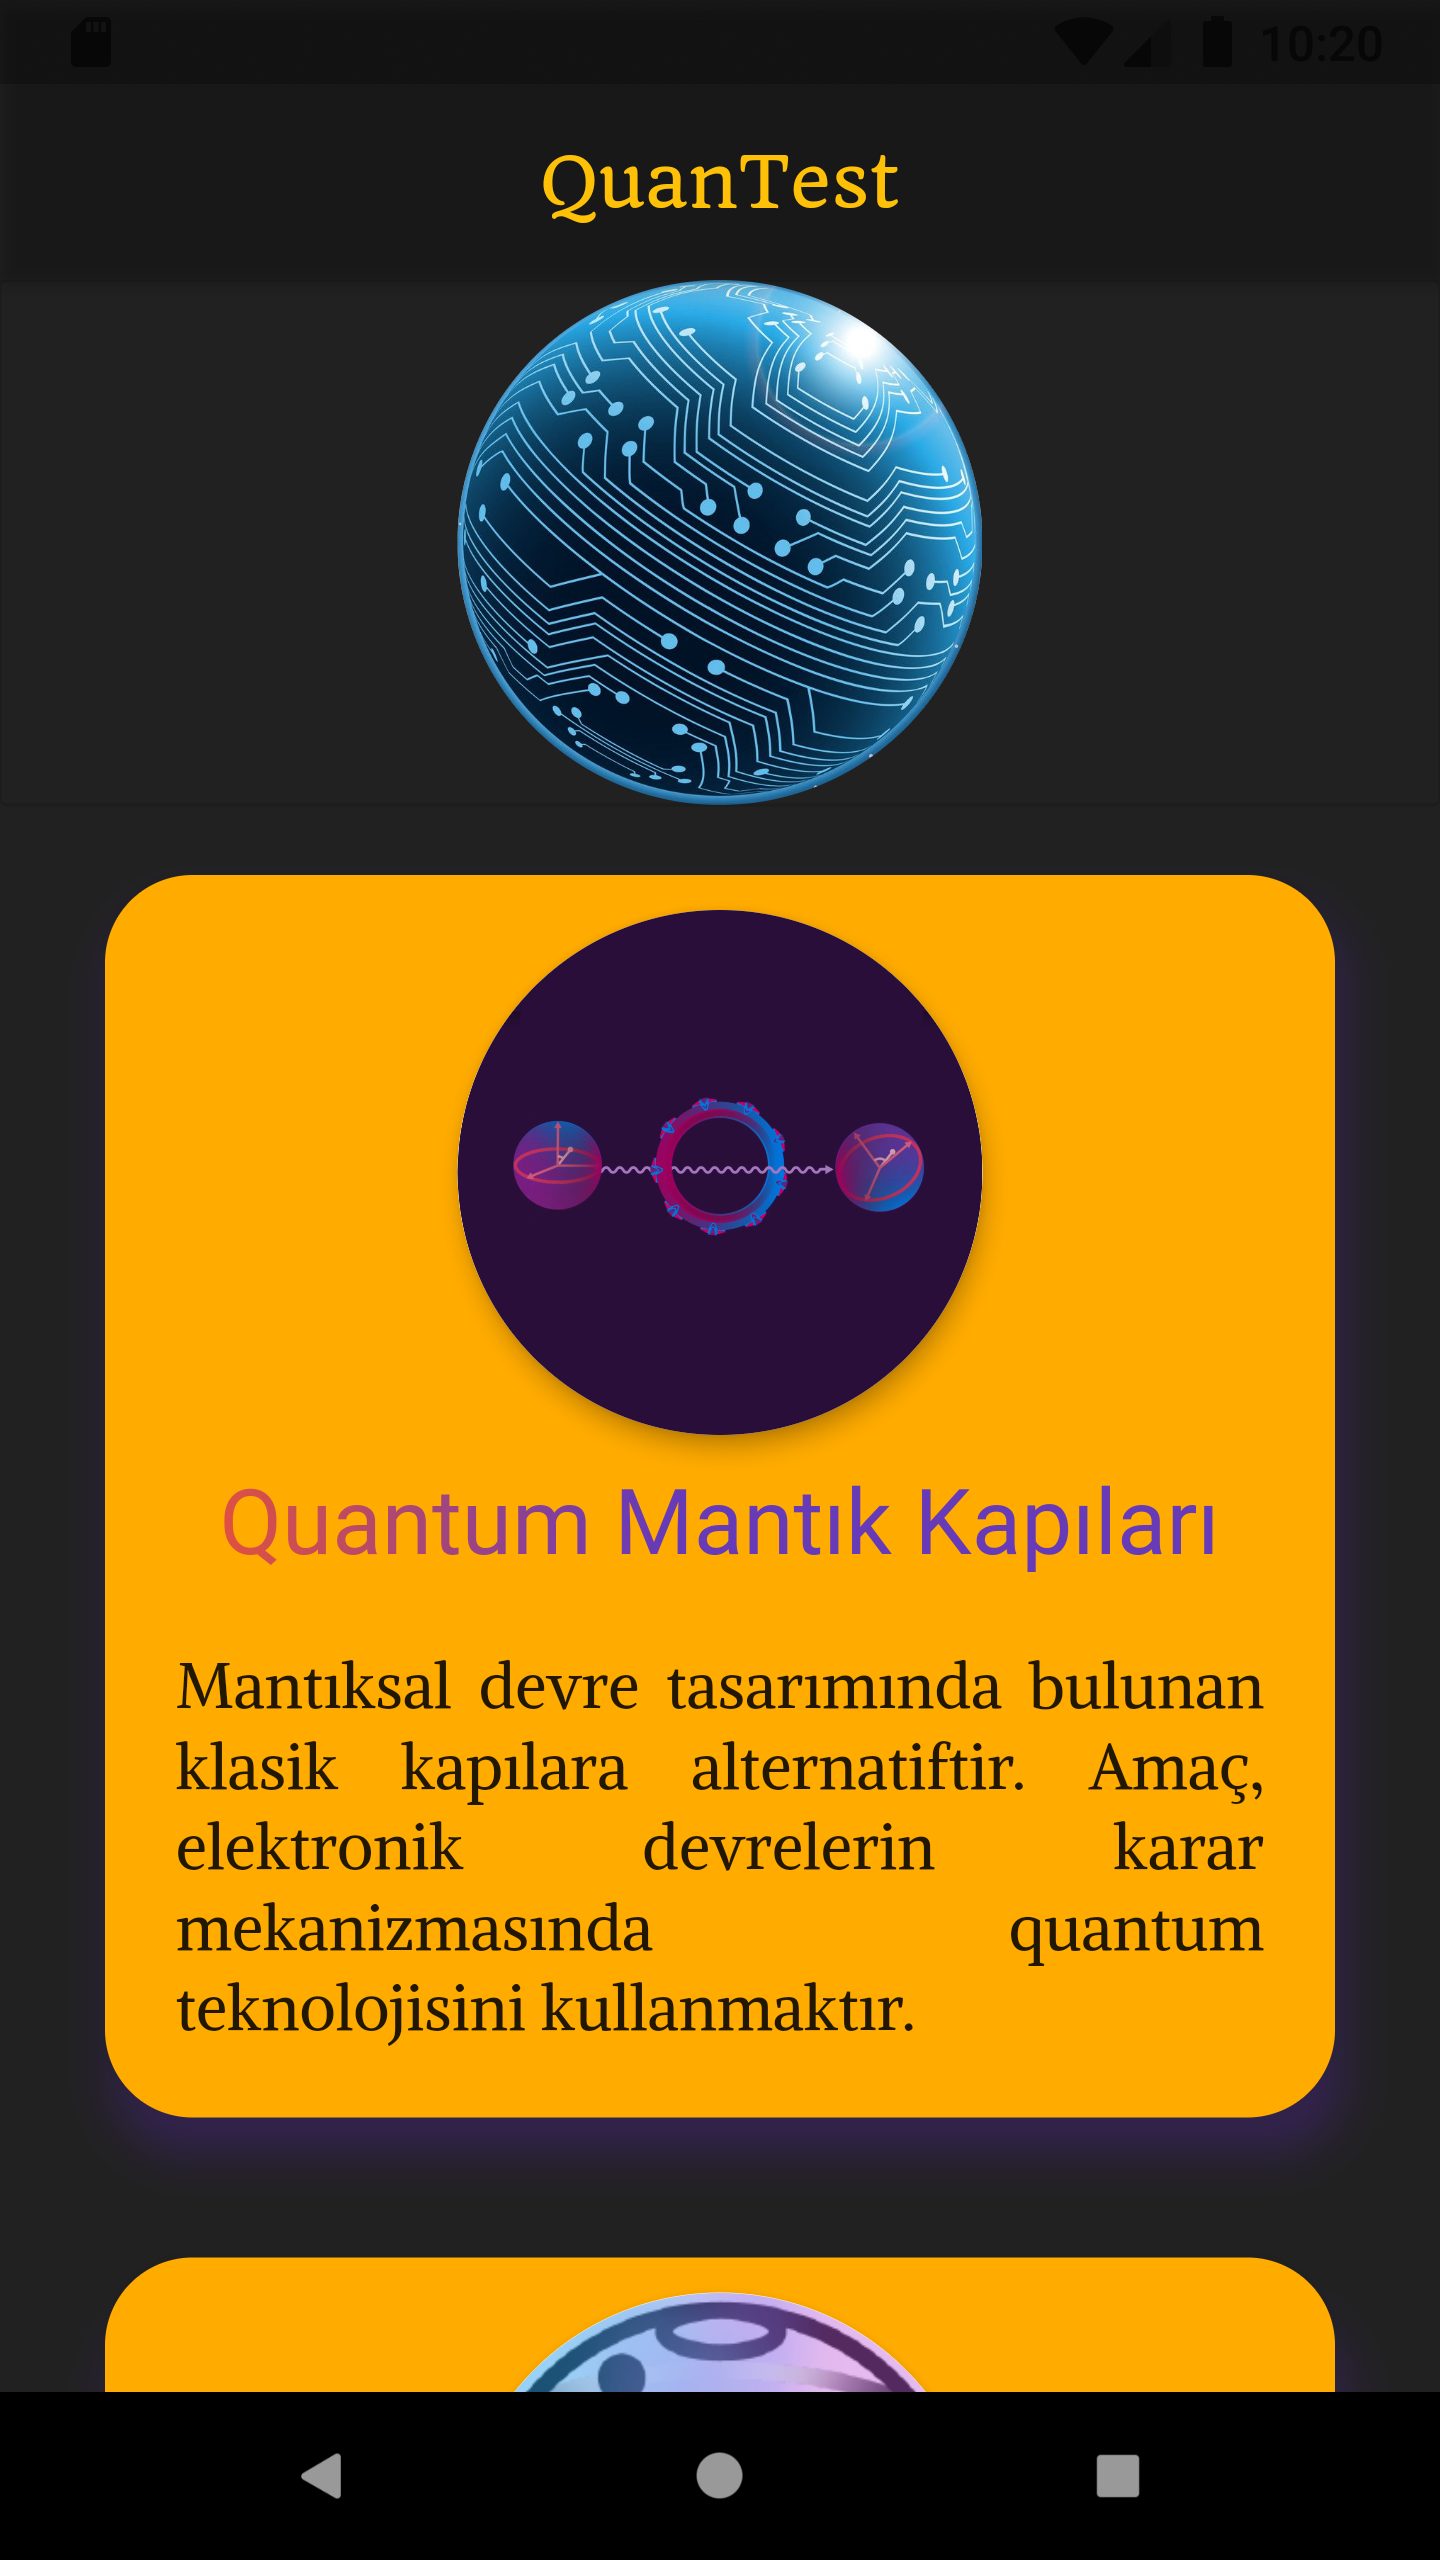 10:20
QuanTest
Quantum Mantık Kapıları
Mantıksal devre tasarımında bulunan
klasik kapılara alternatiftir. Amaç,
elektronik devrelerin karar
mekanizmasında quantum
teknolojisini kullanmaktır.